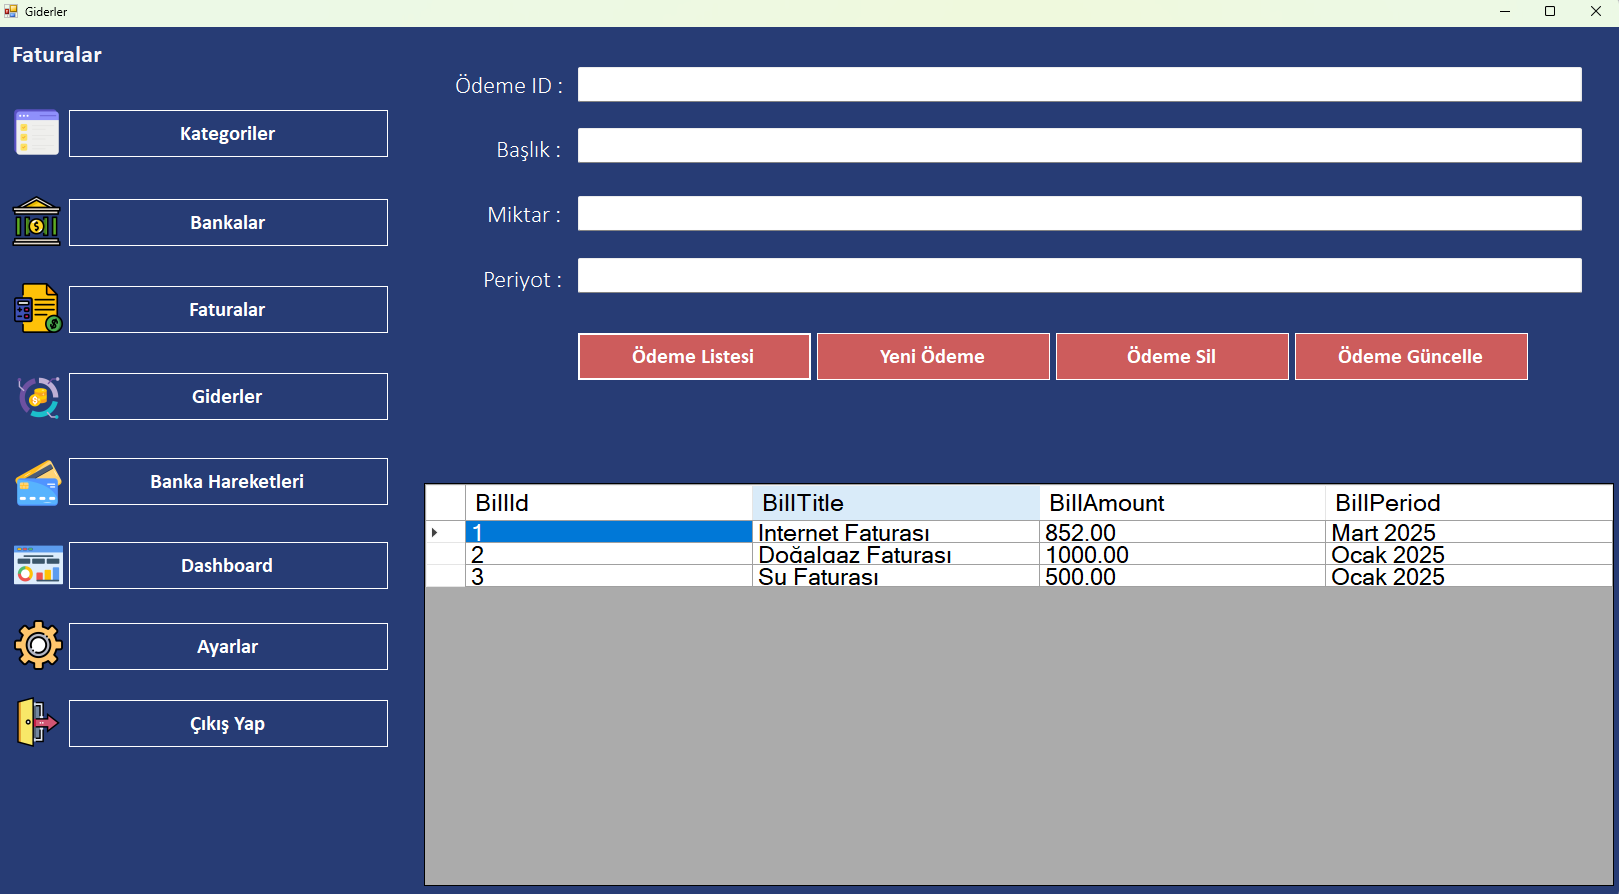 Giderler
Faturalar
Kategoriler
Bankalar
Faturalar
Giderler
Banka Hareketleri
Dashboard
Ayarlar
Çıkış Yap
Ödeme ID :
Başlık :
Miktar :
Periyot :
Ödeme Listesi Yeni Ödeme Ödeme Sil Ödeme Güncelle
BillId BillTitle BillAmount BillPeriod
1 İnternet Faturası 852.00 Mart 2025
2 Doğalgaz Faturası 1000.00 Ocak 2025
3 Su Faturası 500.00 Ocak 2025